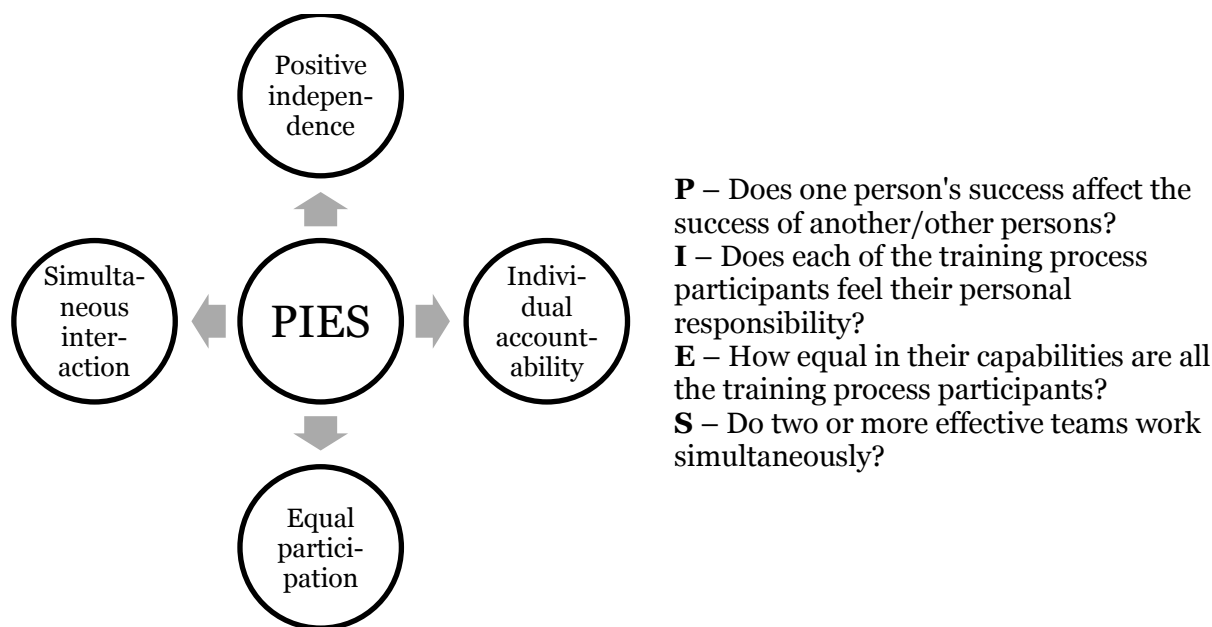 Positive
indepen-
dence
Simulta-
neous
inter-
action
PIES
Indivi-
dual
account-
ability
Equal
partici-
pation
P – Does one person's success affect the
success of another/other persons?
I – Does each of the training process
participants feel their personal
responsibility?
E – How equal in their capabilities are all
the training process participants?
S – Do two or more effective teams work
simultaneously?